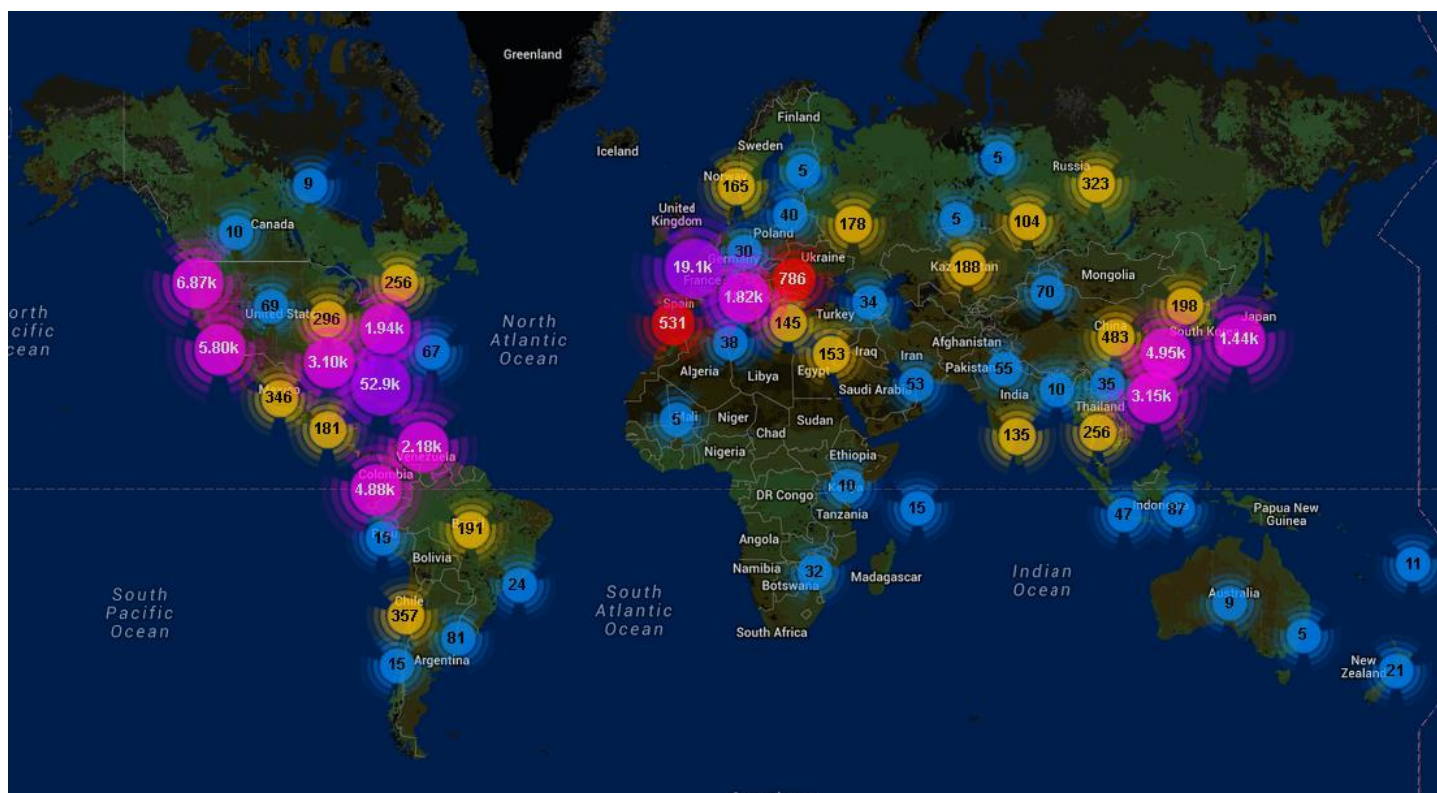 Greenland
Iceland
Finland
Sweden
Norway
165
5
5
Russia
323
9
10
Canada
United
Kingdom
40
Poland
178
5
104
6.87k
256
19.1k
30
Germany
France
Ukraine
786
188
Kazakhstan
Mongolia
69
United States
296
1.94k
1.82k
34
70
198
Spain
531
145
Turkey
China
483
South Korea
Japan
1.44k
North
Atlantic
Ocean
5.80k
3.10k
67
38
153
Iraq
Iran
Afghanistan
4.95k
52.9k
Algeria
Libya
Egypt
Saudi Arabia
53
Pakistan
55
Mexico
346
India
10
35
3.15k
Thailand
181
5
Mali
Niger
Chad
Sudan
135
256
2.18k
Venezuela
Nigeria
Ethiopia
Colombia
4.88k
DR Congo
10
Kenya
Tanzania
15
47
Indonesia
87
Papua New
Guinea
15
Peru
191
Bolivia
Angola
Namibia
Botswana
32
Madagascar
Indian
Ocean
11
24
South
Pacific
Ocean
South
Atlantic
Ocean
Australia
9
Chile
357
81
South Africa
5
15
Argentina
New
Zealand
21